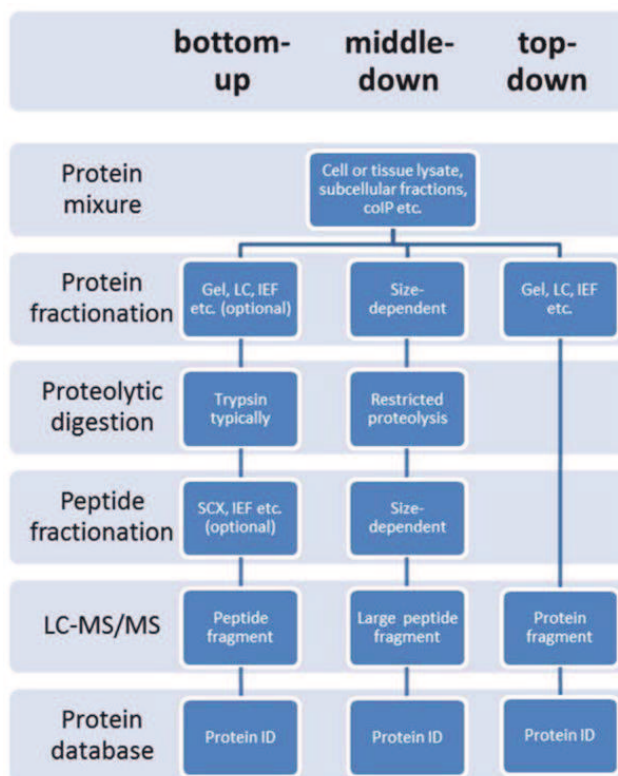 bottom-
up
middle-
down
top-
down
Protein
mixure
Cell or tissue lysate,
subcellular fractions,
coIP etc.
Protein
fractionation
Gel, LC, IEF
etc. (optional)
Size-
dependent
Gel, LC, IEF
etc.
Proteolytic
digestion
Trypsin
typically
Restricted
proteolysis
Peptide
fractionation
SCX, IEF etc.
(optional)
Size-
dependent
LC-MS/MS
Peptide
fragment
Large peptide
fragment
Protein
fragment
Protein
database
Protein ID
Protein ID
Protein ID